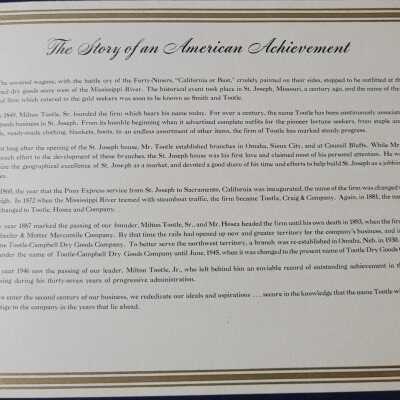 The Story of an American Achievement
The covered wagons, with the battle cry of the Forty-Niners, "California or Bust," crudely painted on their sides, stopped to be outfitted at the
dry goods store west of the Mississippi River. This historical event took place in St. Joseph, Missouri, a century ago, and the name of the
firm which catered to the gold seekers was soon to be known as Smith and Tootle.
1849, Milton Tootle, Sr. founded the firm which bears his name today. For over a century, the name Tootle has been continuously
goods business in St. Joseph. From its humble beginning when it advertised complete outfits for the pioneer fortune seekers, from maple
ready-made clothing, blankets, boots, to an endless assortment of other items, the firm of Tootle has marked steady progress.
long after the opening of the St. Joseph house, Mr. Tootle established branches in Omaha, Sioux City, and at Council Bluffs. While Mr.
much effort to the development of these branches, the St. Joseph house was his first love and claimed most of his personal attention. He
the geographical excellence of St. Joseph as a market, and devoted a good share of his time and efforts to help build St. Joseph as a
1860, the year that the Pony Express service from St. Joseph to Sacramento, California was inaugurated, the name of the firm was changed
In 1872 when the Mississippi River teemed with steamboat traffic, the firm became Tootle, Craig & Company. Again, in 1881, the
changed to Tootle, Hosea and Company.
year 1887 marked the passing of our founder, Milton Tootle, Sr., and Mr. Hosea headed the firm until his own death in 1893, when the
Wheeler & Motter Mercantile Company. By that time the rails had opened up new and greater territory for the company's business, and
Tootle-Campbell Dry Goods Company. To better serve the northwest territory, a branch was re-established in Omaha, Neb. in 1930.
under the name of Tootle-Campbell Dry Goods Company until June, 1945, when it was changed to the present name of Tootle Dry Goods
year 1946 saw the passing of our leader, Milton Tootle, Jr., who left behind him an enviable record of outstanding achievement in
during his thirty-seven years of progressive administration.
we enter the second century of our business, we rededicate our ideals and aspirations . . . secure in the knowledge that the name Tootle
to the company in the years that lie ahead.